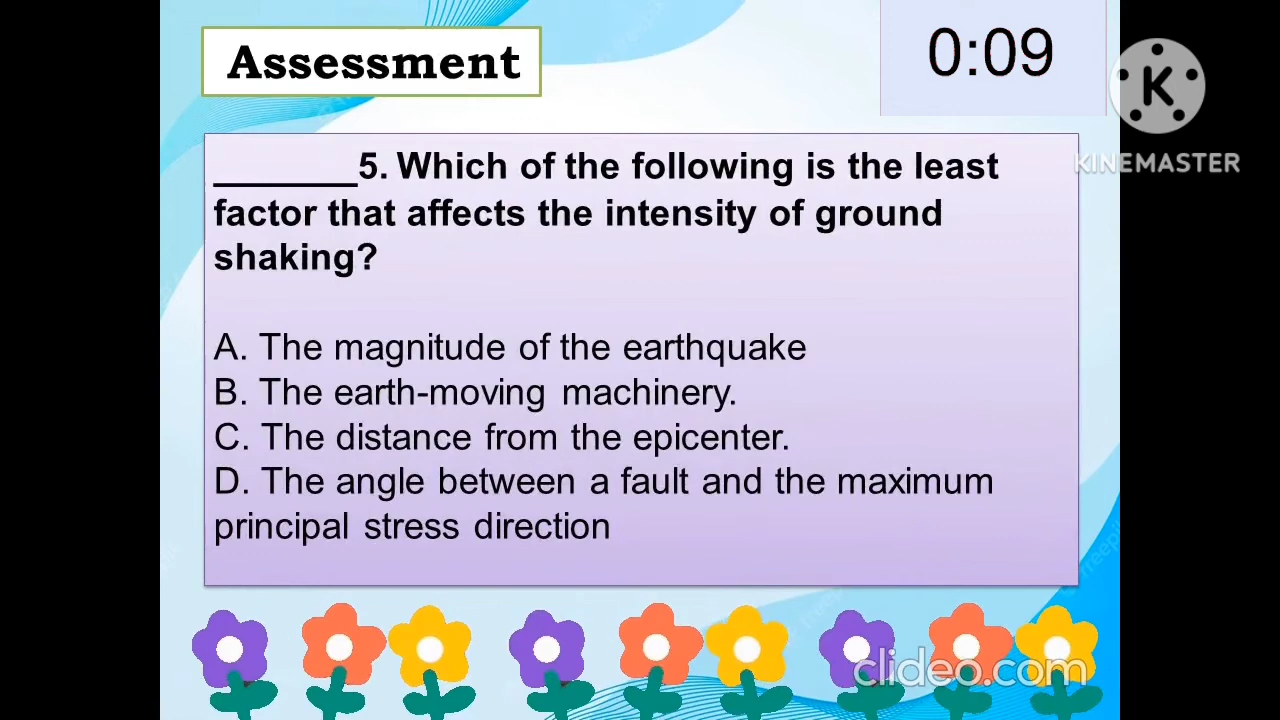 Assessment
0:09
K
KINEMASTER
_______5. Which of the following is the least
factor that affects the intensity of ground
shaking?
A. The magnitude of the earthquake
B. The earth-moving machinery.
C. The distance from the epicenter.
D. The angle between a fault and the maximum
principal stress direction
clideo.com